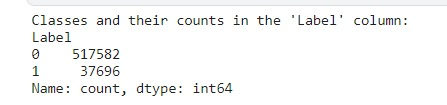 Classes and their counts in the 'Label' column:
Label
0    517582
1     37696
Name: count, dtype: int64